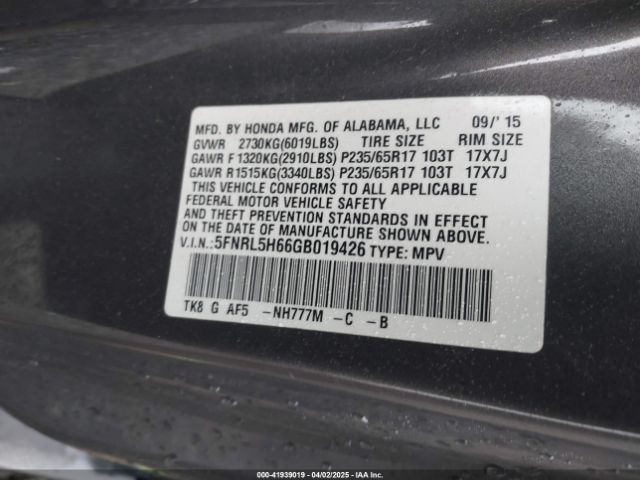 MFD. BY HONDA MFG. OF ALABAMA, LLC 09/'15
GVWR 2730KG(6019LBS) TIRE SIZE RIM SIZE
GAWR F1320KG(2910LBS) P235/65R17 103T 17X7J
GAWR R1515KG(3340LBS) P235/65R17 103T 17X7J
THIS VEHICLE CONFORMS TO ALL APPLICABLE
FEDERAL MOTOR VEHICLE SAFETY
AND THEFT PREVENTION STANDARDS IN EFFECT
ON THE DATE OF MANUFACTURE SHOWN ABOVE.
V.I.N.:5FNRL5H66GB019426 TYPE: MPV
TK8 G AF5 -NH777M -C -B
000-41939019 04/02/2025 - IAAI.COM